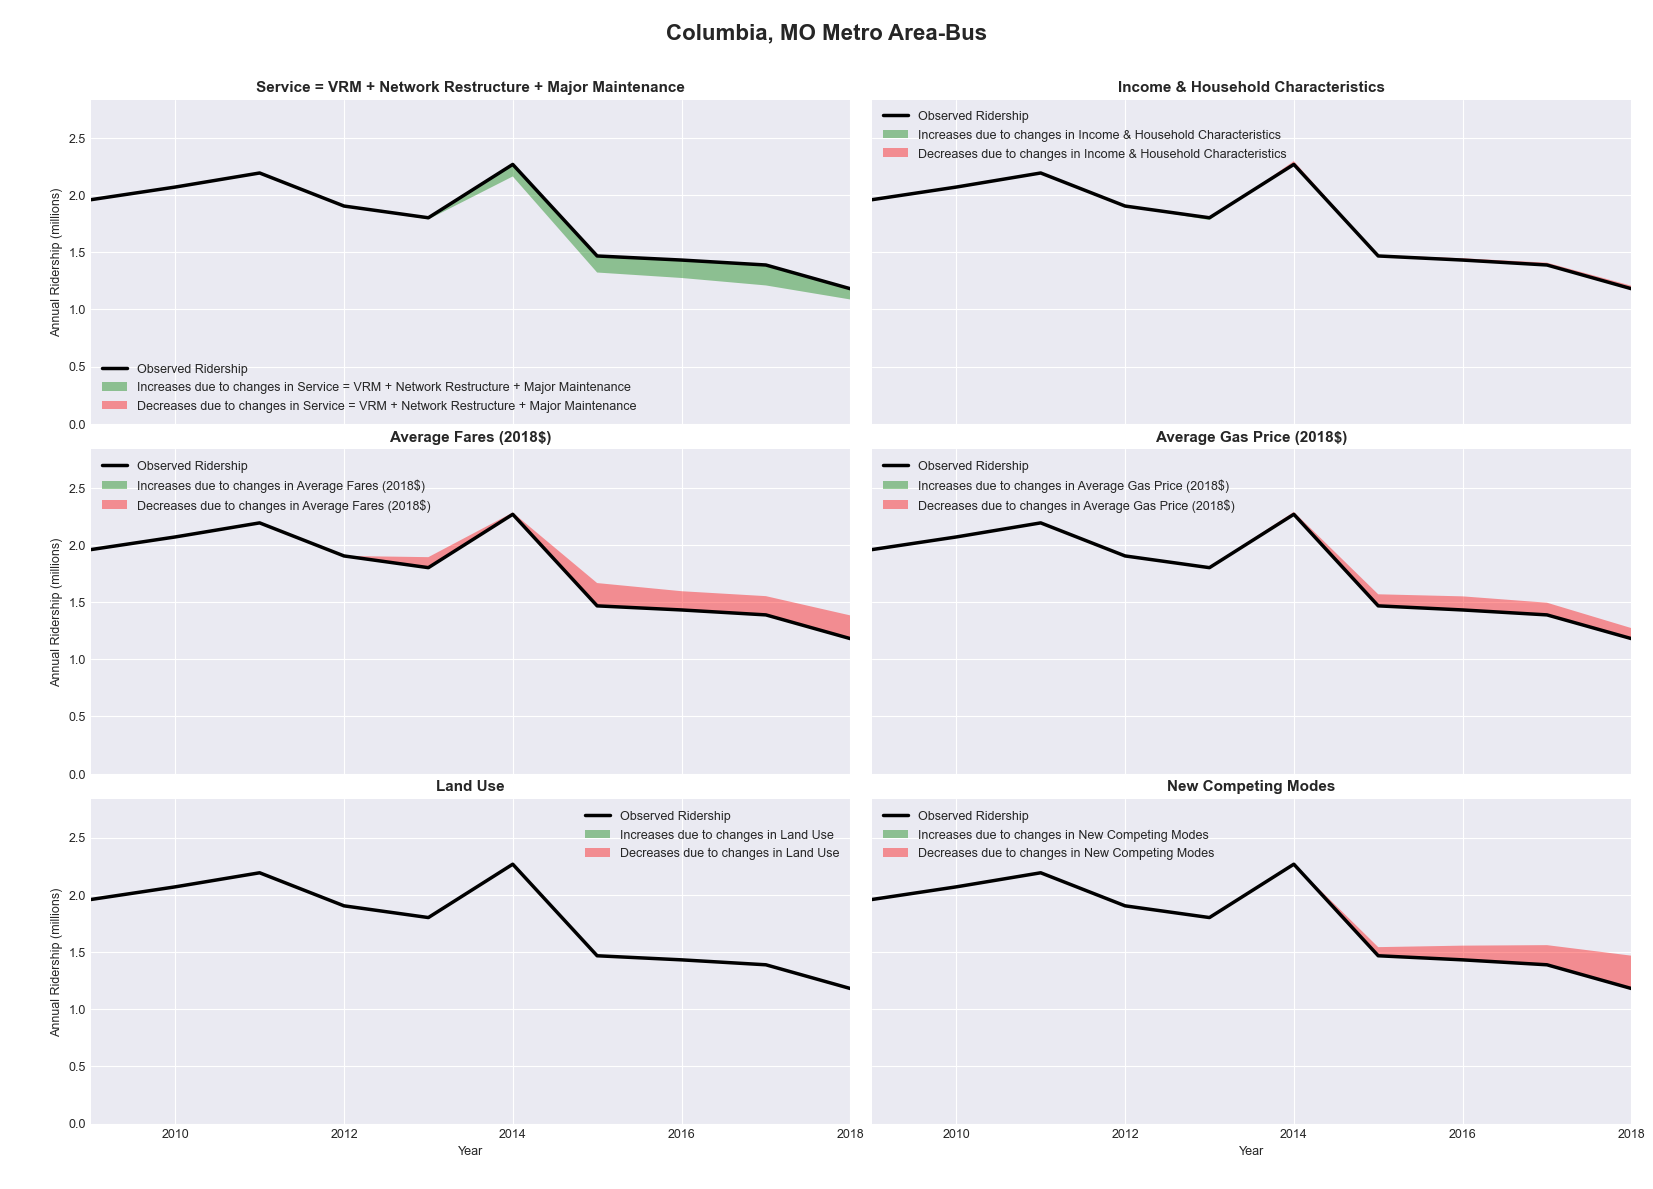 Columbia, MO Metro Area-Bus
Service = VRM + Network Restructure + Major Maintenance
Annual Ridership (millions)
2.5
2.0
1.5
1.0
0.5
0.0
Observed Ridership
Increases due to changes in Service = VRM + Network Restructure + Major Maintenance
Decreases due to changes in Service = VRM + Network Restructure + Major Maintenance
Income & Household Characteristics
Observed Ridership
Increases due to changes in Income & Household Characteristics
Decreases due to changes in Income & Household Characteristics
Average Fares (2018$)
Annual Ridership (millions)
2.5
2.0
1.5
1.0
0.5
0.0
Observed Ridership
Increases due to changes in Average Fares (2018$)
Decreases due to changes in Average Fares (2018$)
Average Gas Price (2018$)
Observed Ridership
Increases due to changes in Average Gas Price (2018$)
Decreases due to changes in Average Gas Price (2018$)
Land Use
Annual Ridership (millions)
2.5
2.0
1.5
1.0
0.5
0.0
Observed Ridership
Increases due to changes in Land Use
Decreases due to changes in Land Use
2010 2012 2014 2016 2018
Year
New Competing Modes
Observed Ridership
Increases due to changes in New Competing Modes
Decreases due to changes in New Competing Modes
2010 2012 2014 2016 2018
Year